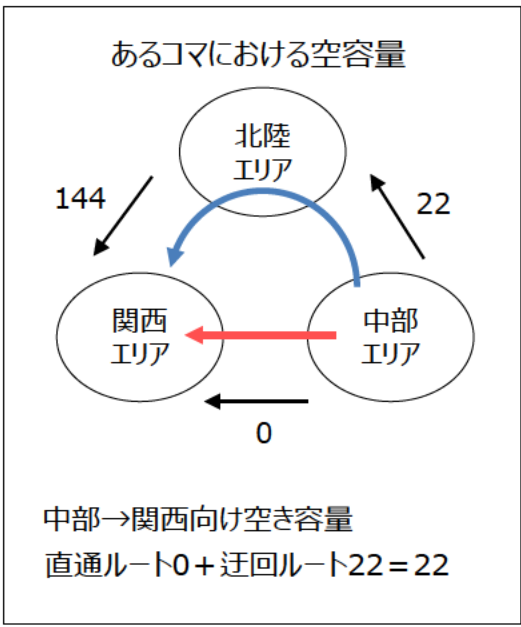 あるコマにおける空容量
北陸
エリア
144
22
関西
エリア
中部
エリア
0
中部→関西向け空き容量
直通ルート0＋迂回ルート22＝22